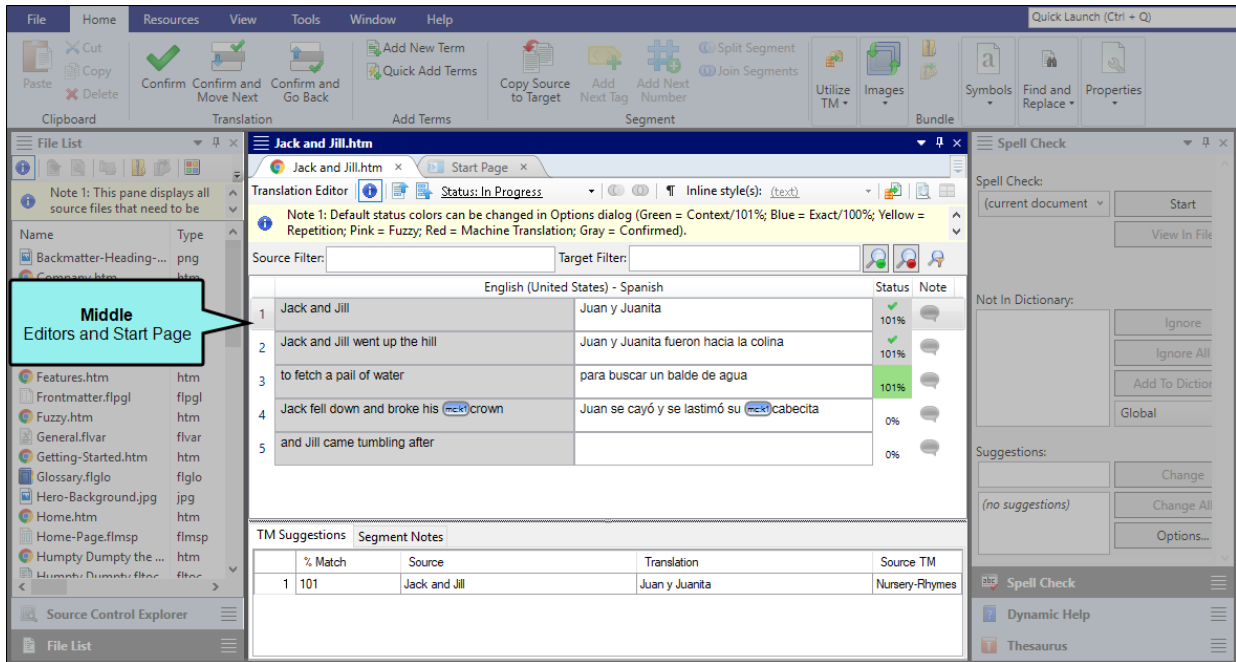 File Home Resources View Tools Window Help Quick Launch (Ctrl + Q)
Paste
Cut
Copy
Delete
Clipboard
Confirm
Confirm and
Move Next
Confirm and
Go Back
Translation
Add New Term
Quick Add Terms
Add Terms
Copy Source
to Target
Add
Next Tag
Add Next
Number
Split Segment
Join Segments
Segment
Utilize
TM
Images
Bundle
a
Symbols
Find and
Replace
Properties
File List
Note 1: This pane displays all
source files that need to be
Name Type
Backmatter-Heading-... png
Company.htm htm
Middle
Editors and Start Page
Features.htm htm
Frontmatter.flpgl flpgl
Fuzzy.htm htm
General.flvar flvar
Getting-Started.htm htm
Glossary.flglo flglo
Hero-Background.jpg jpg
Home.htm htm
Home-Page.flmsp flmsp
Humpty Dumpty the ... htm
Humpty Dumpty.fltoc fltoc
Source Control Explorer
File List
Jack and Jill.htm
Jack and Jill.htm × Start Page ×
Translation Editor Status: In Progress ¶ Inline style(s): (text)
Note 1: Default status colors can be changed in Options dialog (Green = Context/101%; Blue = Exact/100%; Yellow =
Repetition; Pink = Fuzzy; Red = Machine Translation; Gray = Confirmed).
Source Filter: Target Filter:
English (United States) - Spanish Status Note
1 Jack and Jill Juan y Juanita 101%
2 Jack and Jill went up the hill Juan y Juanita fueron hacia la colina 101%
3 to fetch a pail of water para buscar un balde de agua 101%
4 Jack fell down and broke his mc:k1 crown Juan se cayó y se lastimó su mc:k1 cabecita 0%
5 and Jill came tumbling after 0%
TM Suggestions Segment Notes
% Match Source Translation Source TM
1 101 Jack and Jill Juan y Juanita Nursery-Rhymes
Spell Check
Spell Check:
(current document Start
View In File
Not In Dictionary:
Ignore
Ignore All
Add To Diction
Global
Suggestions:
Change
(no suggestions) Change All
Options...
abc Spell Check
Dynamic Help
Thesaurus